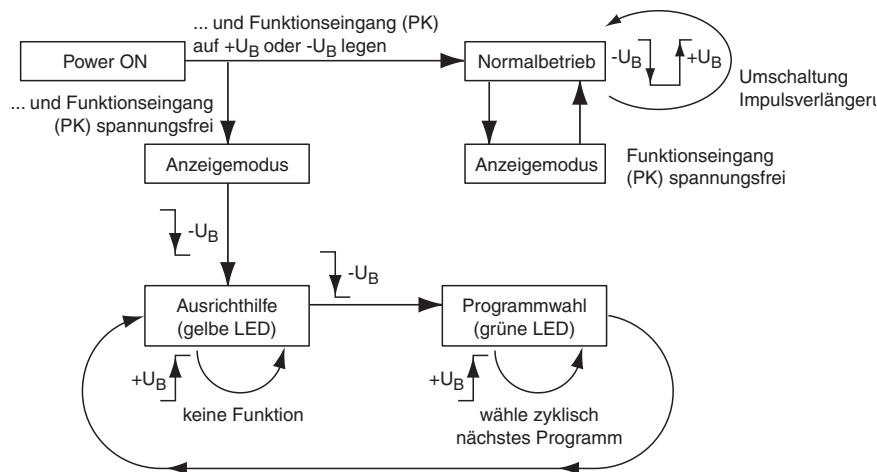 ... und Funktionseingang (PK)
auf +UB oder -UB legen
Power ON
Normalbetrieb
-UB
+UB
Umschaltung
Impulsverlängeru
... und Funktionseingang
(PK) spannungsfrei
Anzeigemodus
Anzeigemodus
Funktionseingang
(PK) spannungsfrei
-UB
-UB
Ausrichthilfe
(gelbe LED)
Programmwahl
(grüne LED)
+UB
keine Funktion
+UB
wähle zyklisch
nächstes Programm